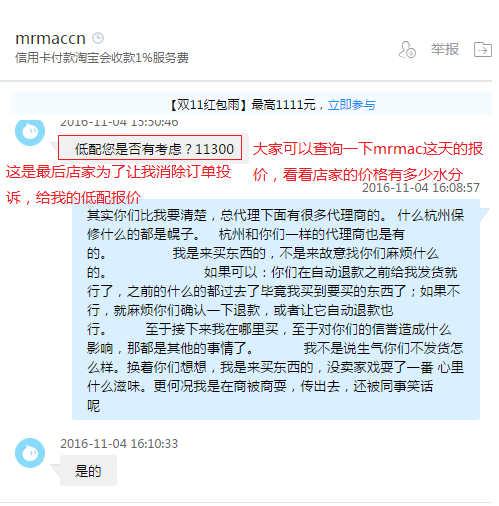 mrmaccn
信用卡付款淘宝会收款1%服务费
举报
【双11红包雨】最高1111元，立即参与
2016-11-04 15:50:46
低配您是否有考虑？11300
大家可以查询一下mrmac这天的报
价，看看店家的价格有多少水分
这是最后店家为了让我消除订单投
诉，给我的低配报价
2016-11-04 16:08:57
其实你们比我要清楚，总代理下面有很多代理商的。 什么杭州保
修什么的都是幌子。 杭州和你们一样的代理商也是有
的。 我是来买东西的，不是来故意找你们麻烦什么
的。 如果可以：你们在自动退款之前给我发货就
行了，之前的什么的都过去了毕竟我买到要买的东西了；如果不
行，就麻烦你们确认一下退款，或者让它自动退款也
行。 至于接下来我在哪里买，至于对你们的信誉造成什么
影响，那都是其他的事情了。 我不是说生气你们不发货怎
么样。换着你们想想，我是来买东西的，没卖家戏耍了一番 心里
什么滋味。更何况我是在商被商耍，传出去，还被同事笑话
呢
2016-11-04 16:10:33
是的